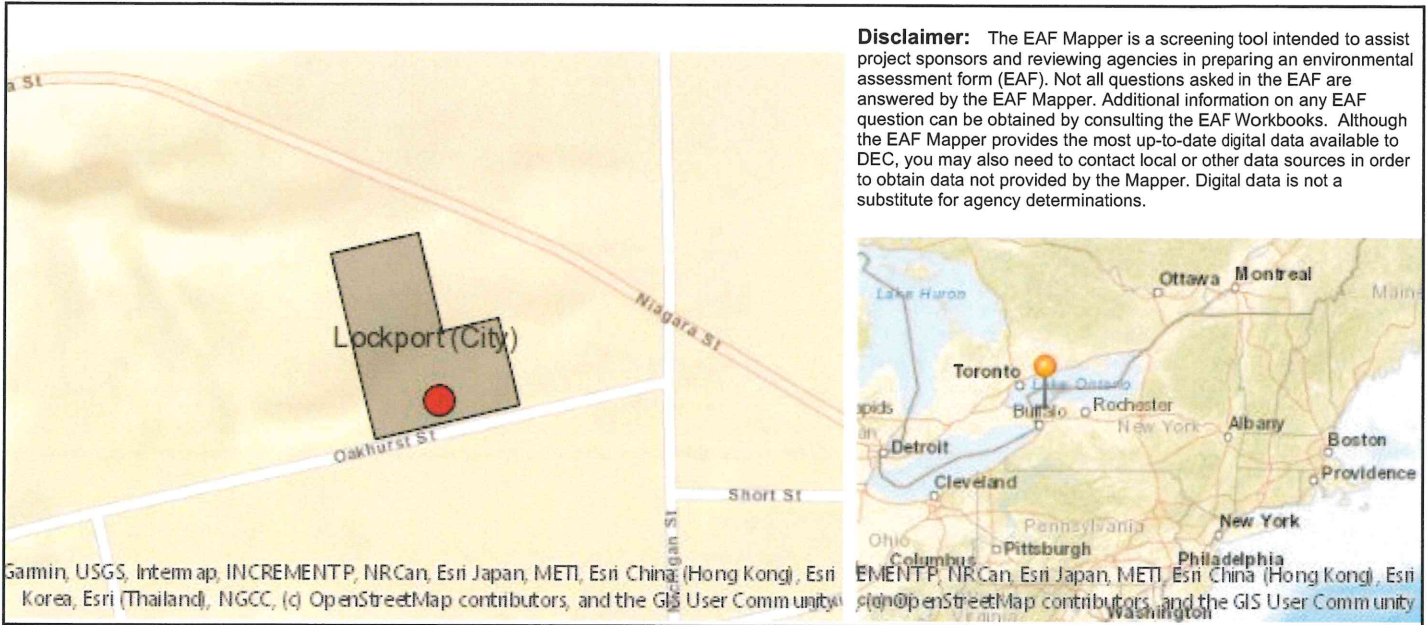 Disclaimer: The EAF Mapper is a screening tool intended to assist
project sponsors and reviewing agencies in preparing an environmental
assessment form (EAF). Not all questions asked in the EAF are
answered by the EAF Mapper. Additional information on any EAF
question can be obtained by consulting the EAF Workbooks. Although
the EAF Mapper provides the most up-to-date digital data available to
DEC, you may also need to contact local or other data sources in order
to obtain data not provided by the Mapper. Digital data is not a
substitute for agency determinations.
a St
Niagara St
Lockport (City)
Oakhurst St
Short St
Garmin, USGS, Intermap, INCREMENT P, NRCan, Esri Japan, METI, Esri China (Hong Kong), Esri
Korea, Esri (Thailand), NGCC, (c) OpenStreetMap contributors, and the GIS User Community
Ottawa
Montreal
Lake Huron
Maine
Toronto
Lake Ontario
apids
Buffalo
Rochester
New York
Albany
Detroit
Boston
Providence
Cleveland
New York
Pennsylvania
Ohio
Pittsburgh
Columbus
Philadelphia
EMENT P, NRCan, Esri Japan, METI, Esri China (Hong Kong), Esri
(c) OpenStreetMap contributors, and the GIS User Community
Virginia
Washington